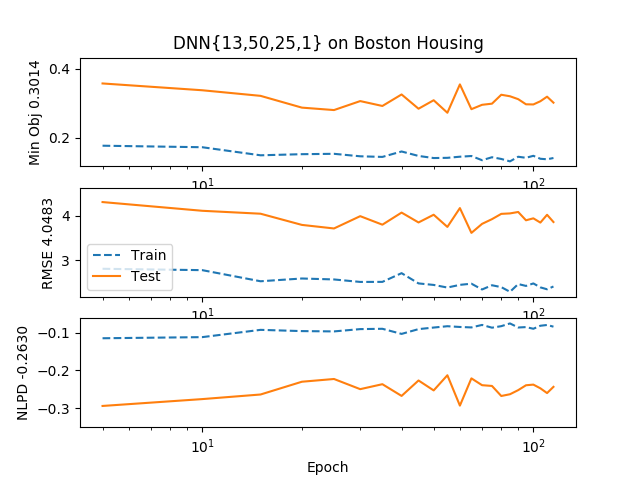 DNN{13,50,25,1} on Boston Housing
Min Obj 0.3014
0.4
0.2
10¹
10²
RMSE 4.0483
4
3
Train
Test
10¹
10²
NLPD -0.2630
−0.1
−0.2
−0.3
10¹
10²
Epoch